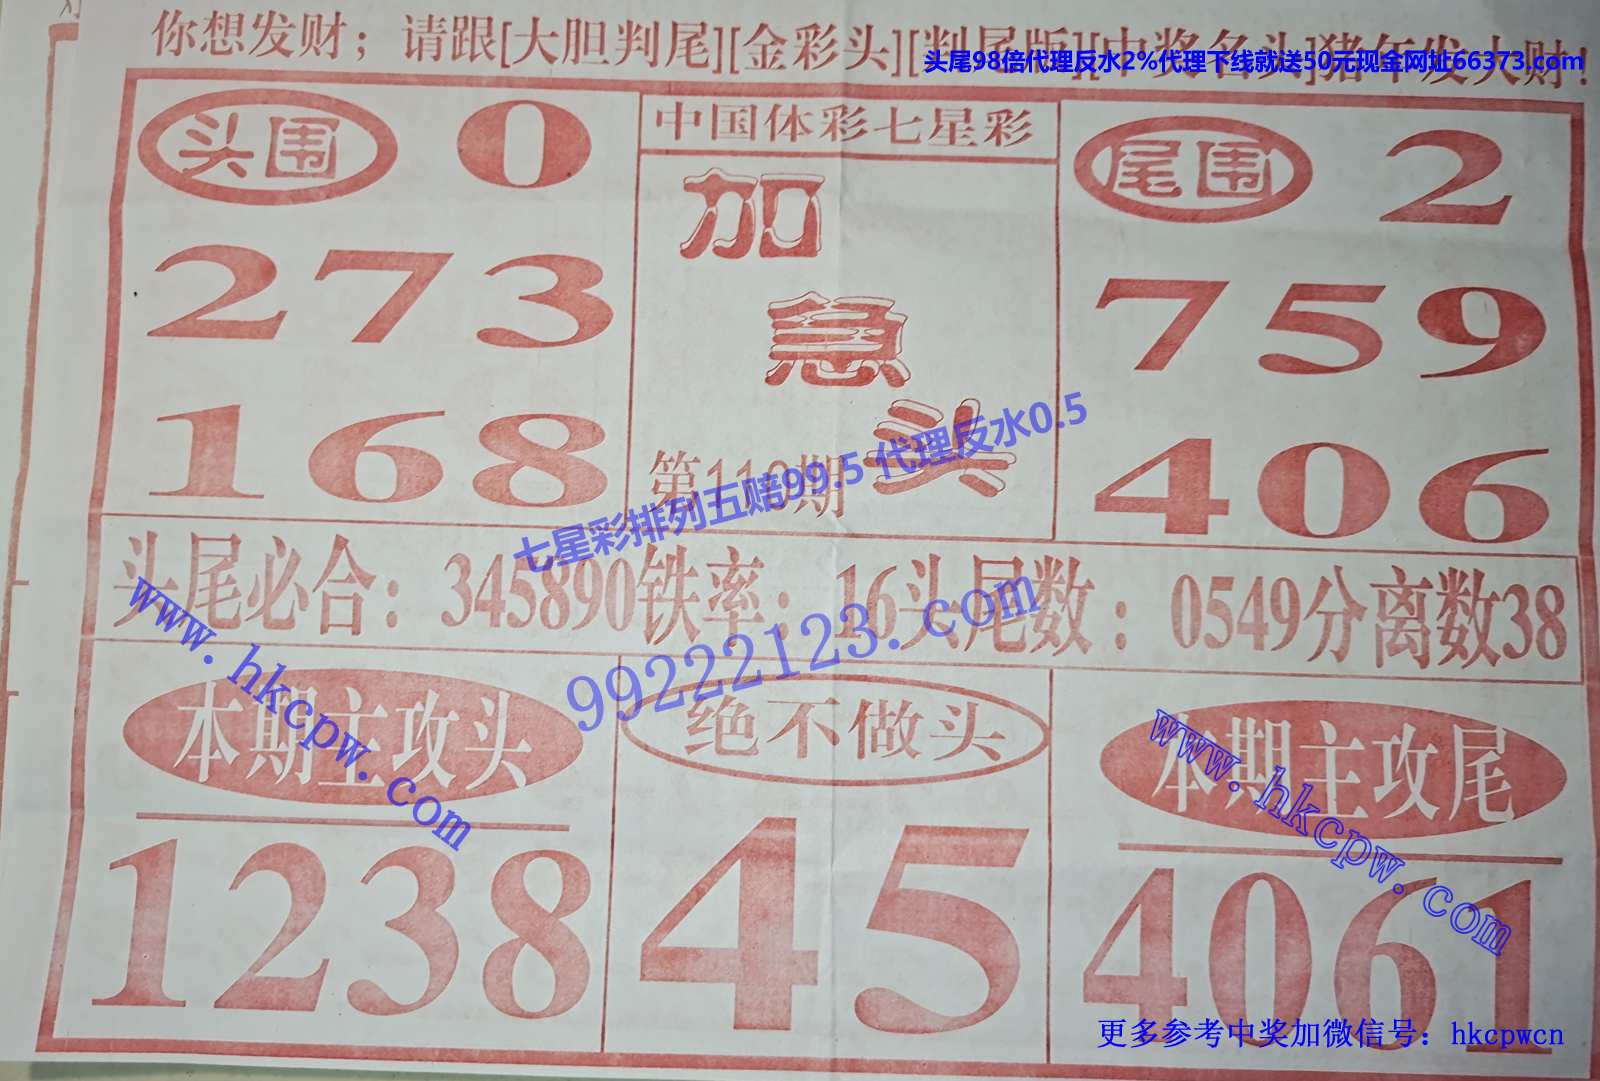 你想发财；请跟[大胆判尾][金彩头][判尾版][中奖名头]猪年发大财！
头尾98倍代理反水2%代理下线就送50元现金网址66373.com
头围 0
273
168
中国体彩七星彩
加
急
头
第110期
尾围 2
759
406
七星彩排列五赔99.5 代理反水0.5
头尾必合：345890铁率：16头尾数：0549分离数38
www.hkcpw.com
99222123.com
www.hkcpw.com
本期主攻头
1238
绝不做头
45
本期主攻尾
4061
更多参考中奖加微信号：hkcpwcn